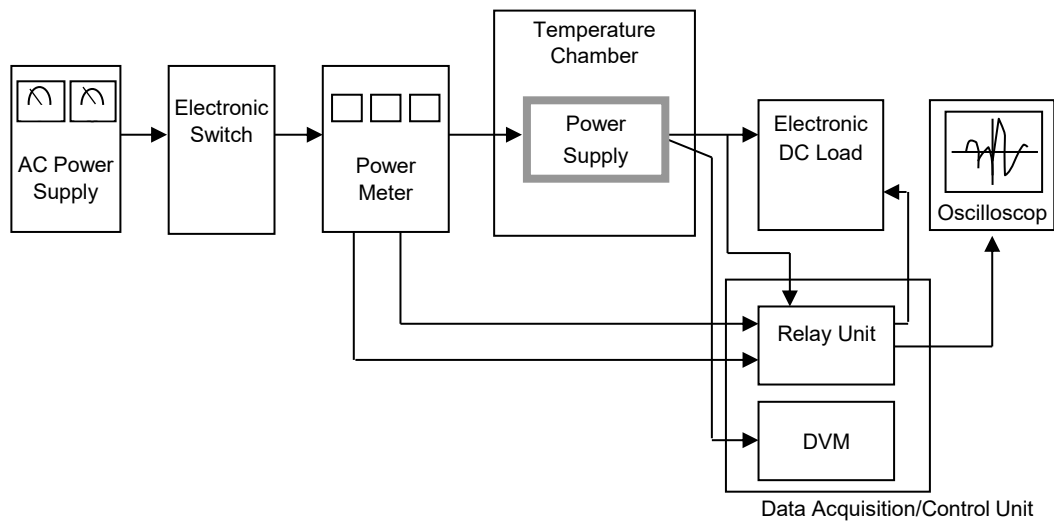 Temperature
Chamber
Electronic
Switch
AC Power
Supply
Power
Meter
Power
Supply
Electronic
DC Load
Oscilloscop
Relay Unit
DVM
Data Acquisition/Control Unit